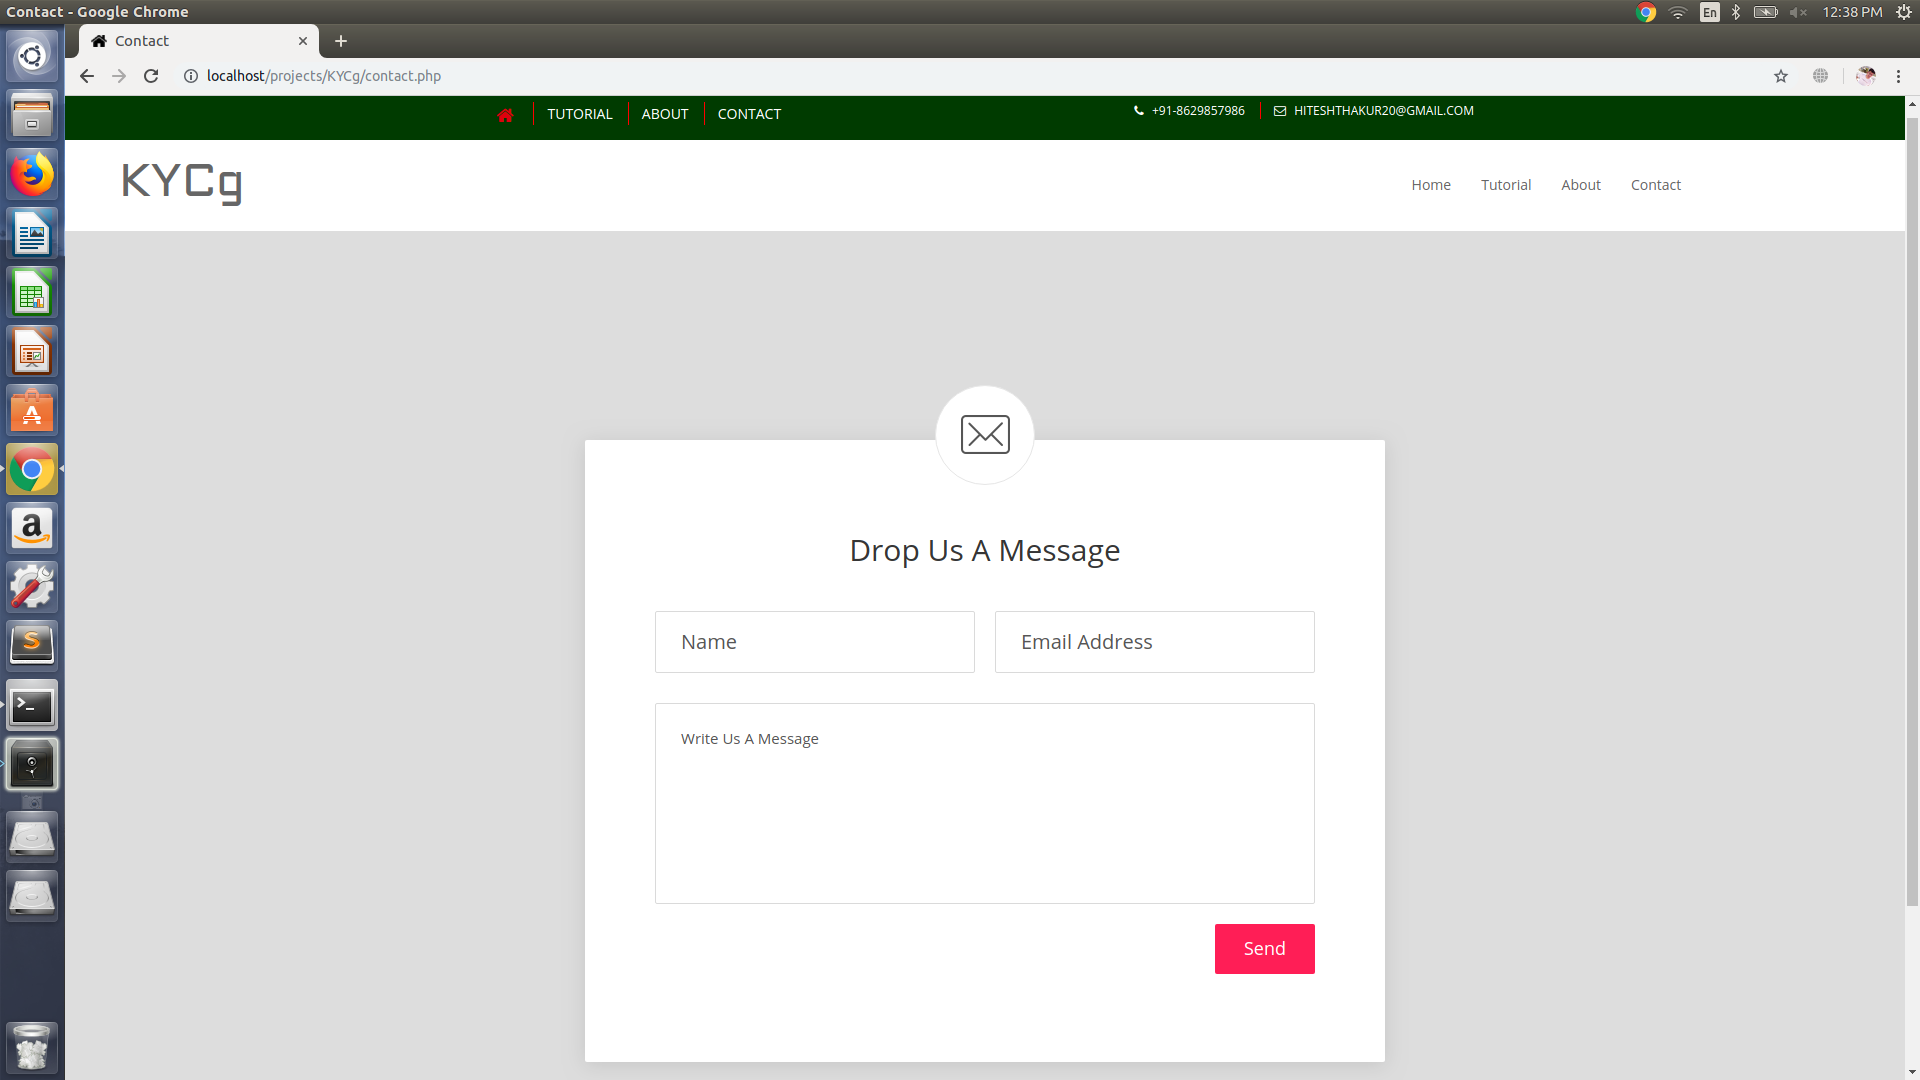 Contact - Google Chrome
En
12:38 PM
Contact
localhost/projects/KYCg/contact.php
TUTORIAL ABOUT CONTACT +91-8629857986 HITESHTHAKUR20@GMAIL.COM
KYCg
Home Tutorial About Contact
Drop Us A Message
Name Email Address
Write Us A Message
Send